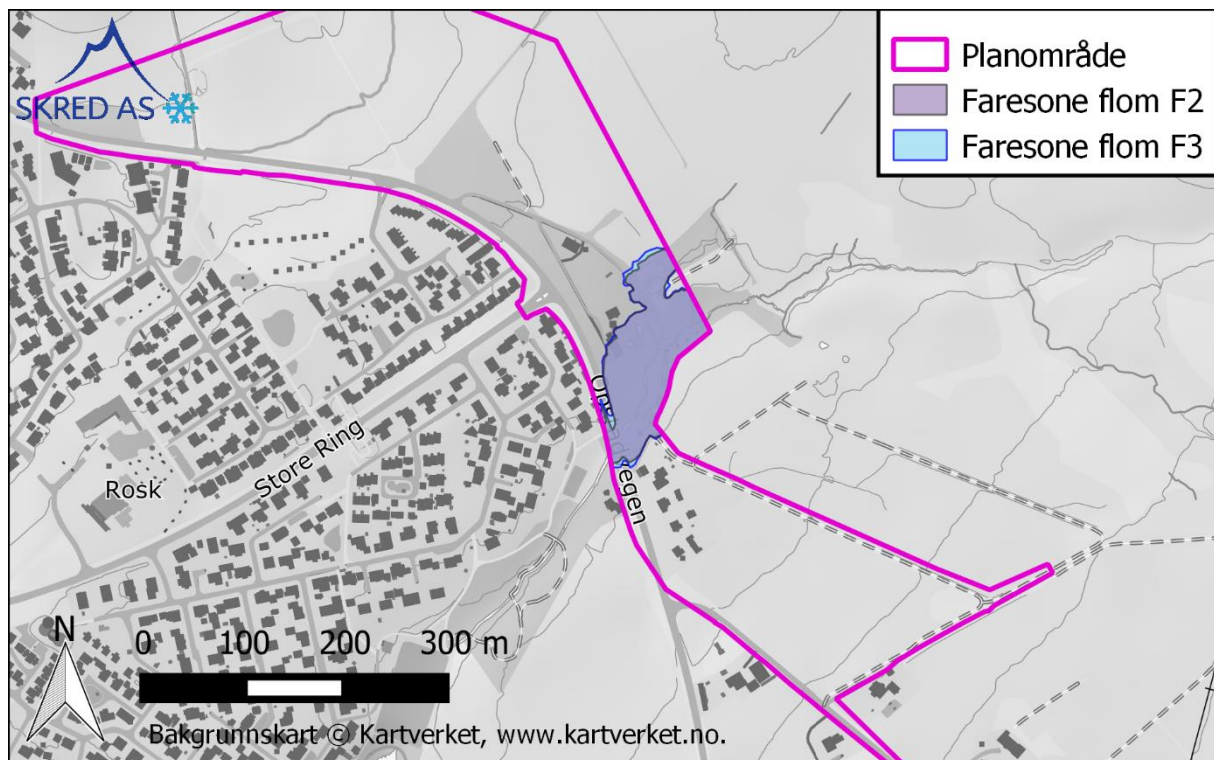 SKRED AS
Planområde
Faresone flom F2
Faresone flom F3
Store Ring
Rosk
N
0 100 200 300 m
Bakgrunnskart © Kartverket, www.kartverket.no.